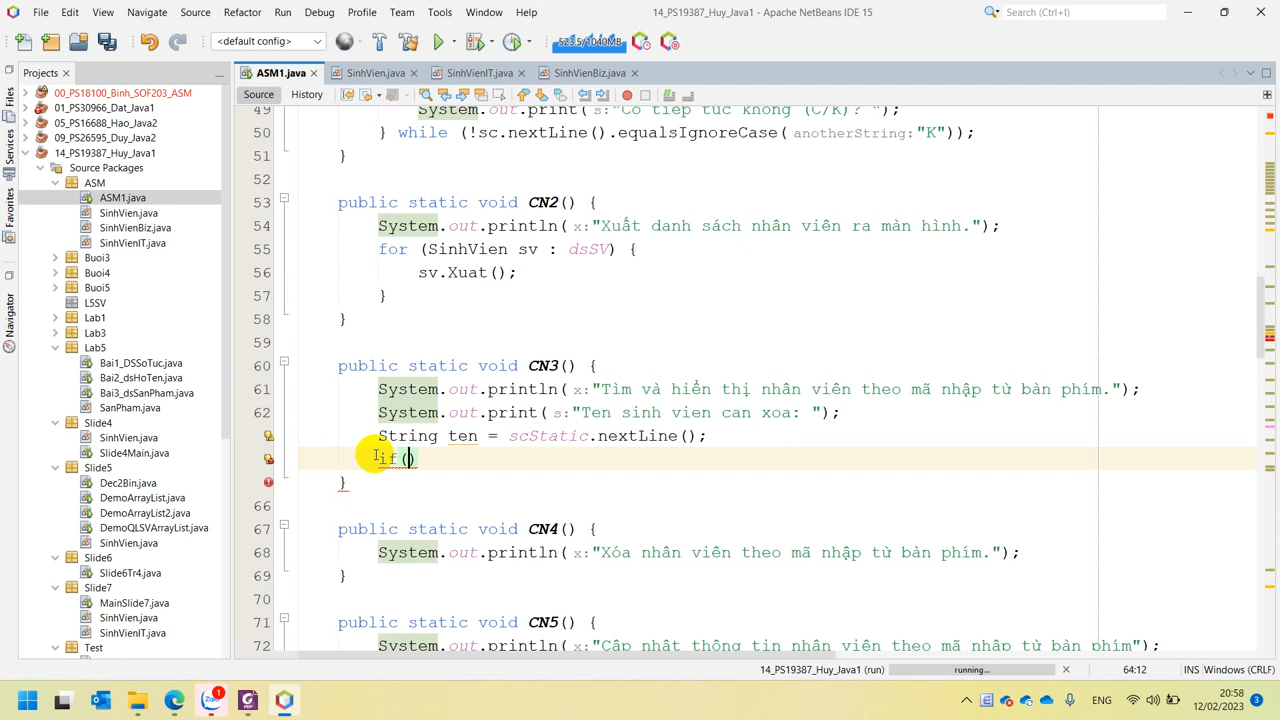 File Edit View Navigate Source Refactor Run Debug Profile Team Tools Window Help
14_PS19387_Huy_Java1 - Apache NetBeans IDE 15
Search (Ctrl+I)
<default config>
523.5/1040MB
Projects
ASM1.java
SinhVien.java
SinhVienIT.java
SinhVienBiz.java
Source History
Files
Services
Favorites
Navigator
00_PS18100_Binh_SOF203_ASM
01_PS30966_Dat_Java1
05_PS16688_Hao_Java2
09_PS26595_Duy_Java2
14_PS19387_Huy_Java1
Source Packages
ASM
ASM1.java
SinhVien.java
SinhVienBiz.java
SinhVienIT.java
Buoi3
Buoi4
Buoi5
L5SV
Lab1
Lab3
Lab5
Bai1_DSSoTuc.java
Bai2_dsHoTen.java
Bai3_dsSanPham.java
SanPham.java
Slide4
SinhVien.java
Slide4Main.java
Slide5
Dec2Bin.java
DemoArrayList.java
DemoArrayList2.java
DemoQLSVArrayList.java
SinhVien.java
Slide6
Slide6Tr4.java
Slide7
MainSlide7.java
SinhVien.java
SinhVienIT.java
Test
49 System.out.print(s:"Co tiep tuc khong (C/K)? ");
50 } while (!sc.nextLine().equalsIgnoreCase(anotherString:"K"));
51 }
52
53 public static void CN2() {
54 System.out.println(x:"Xuất danh sách nhân viên ra màn hình.");
55 for (SinhVien sv : dsSV) {
56 sv.Xuat();
57 }
58 }
59
60 public static void CN3() {
61 System.out.println(x:"Tìm và hiển thị nhân viên theo mã nhập từ bàn phím.");
62 System.out.print(s:"Ten sinh vien can xoa: ");
String ten = scStatic.nextLine();
if()
}
66
67 public static void CN4() {
68 System.out.println(x:"Xóa nhân viên theo mã nhập từ bàn phím.");
69 }
70
71 public static void CN5() {
72 System.out.println(x:"Cập nhật thông tin nhân viên theo mã nhập từ bàn phím");
14_PS19387_Huy_Java1 (run) running... 64:12 INS Windows (CRLF)
Zalo
1
ENG
20:58
12/02/2023
3